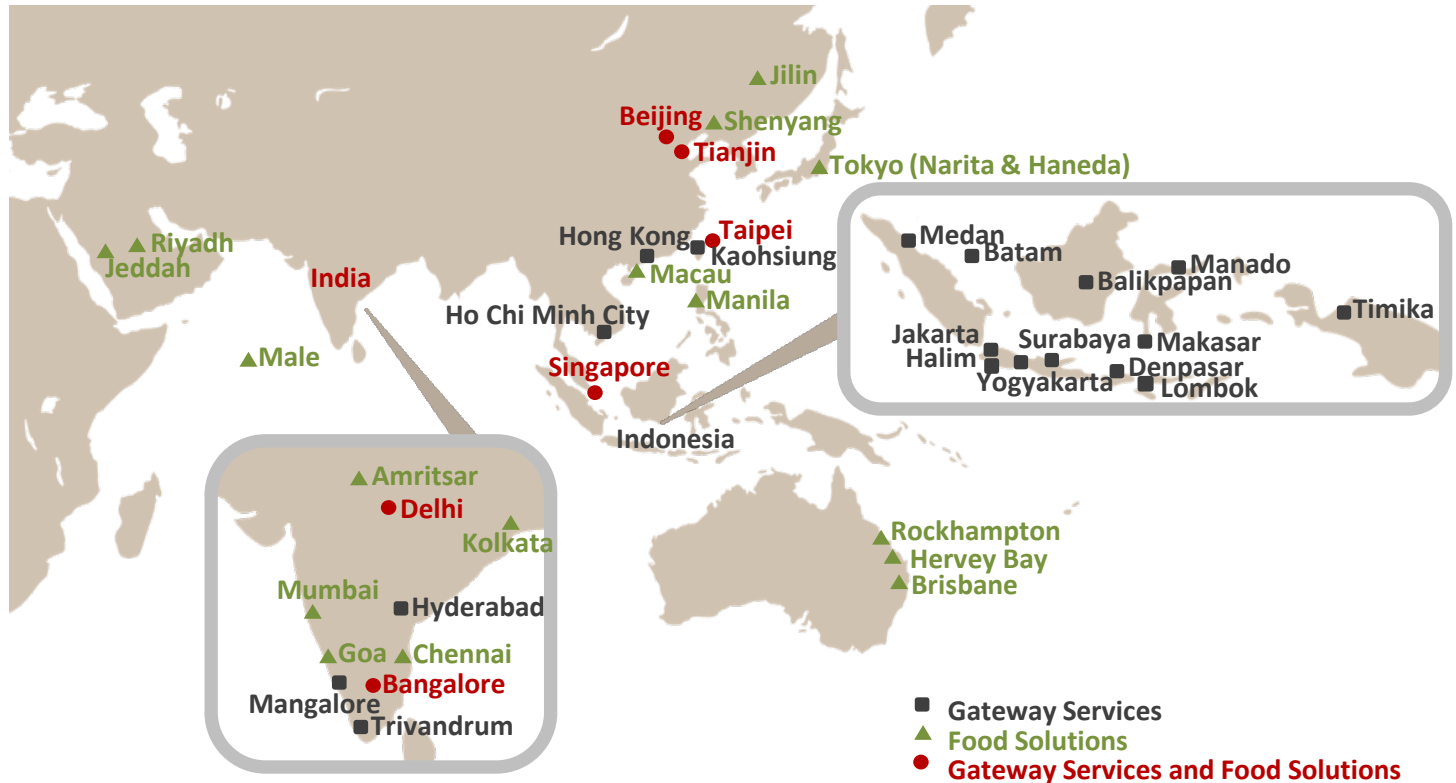 Jilin
Beijing
Shenyang
Tianjin
Tokyo (Narita & Haneda)
Taipei
Hong Kong
Kaohsiung
Riyadh
Jeddah
India
Macau
Manila
Ho Chi Minh City
Male
Singapore
Indonesia
Medan
Batam
Manado
Balikpapan
Timika
Jakarta
Surabaya
Makasar
Halim
Denpasar
Yogyakarta
Lombok
Amritsar
Delhi
Kolkata
Mumbai
Hyderabad
Goa
Chennai
Bangalore
Mangalore
Trivandrum
Rockhampton
Hervey Bay
Brisbane
Gateway Services
Food Solutions
Gateway Services and Food Solutions